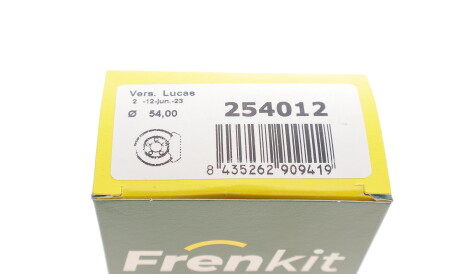 Vers. Lucas
2 -12-jun.-23
Ø 54,00
254012
8 435262 909419
Frenkit